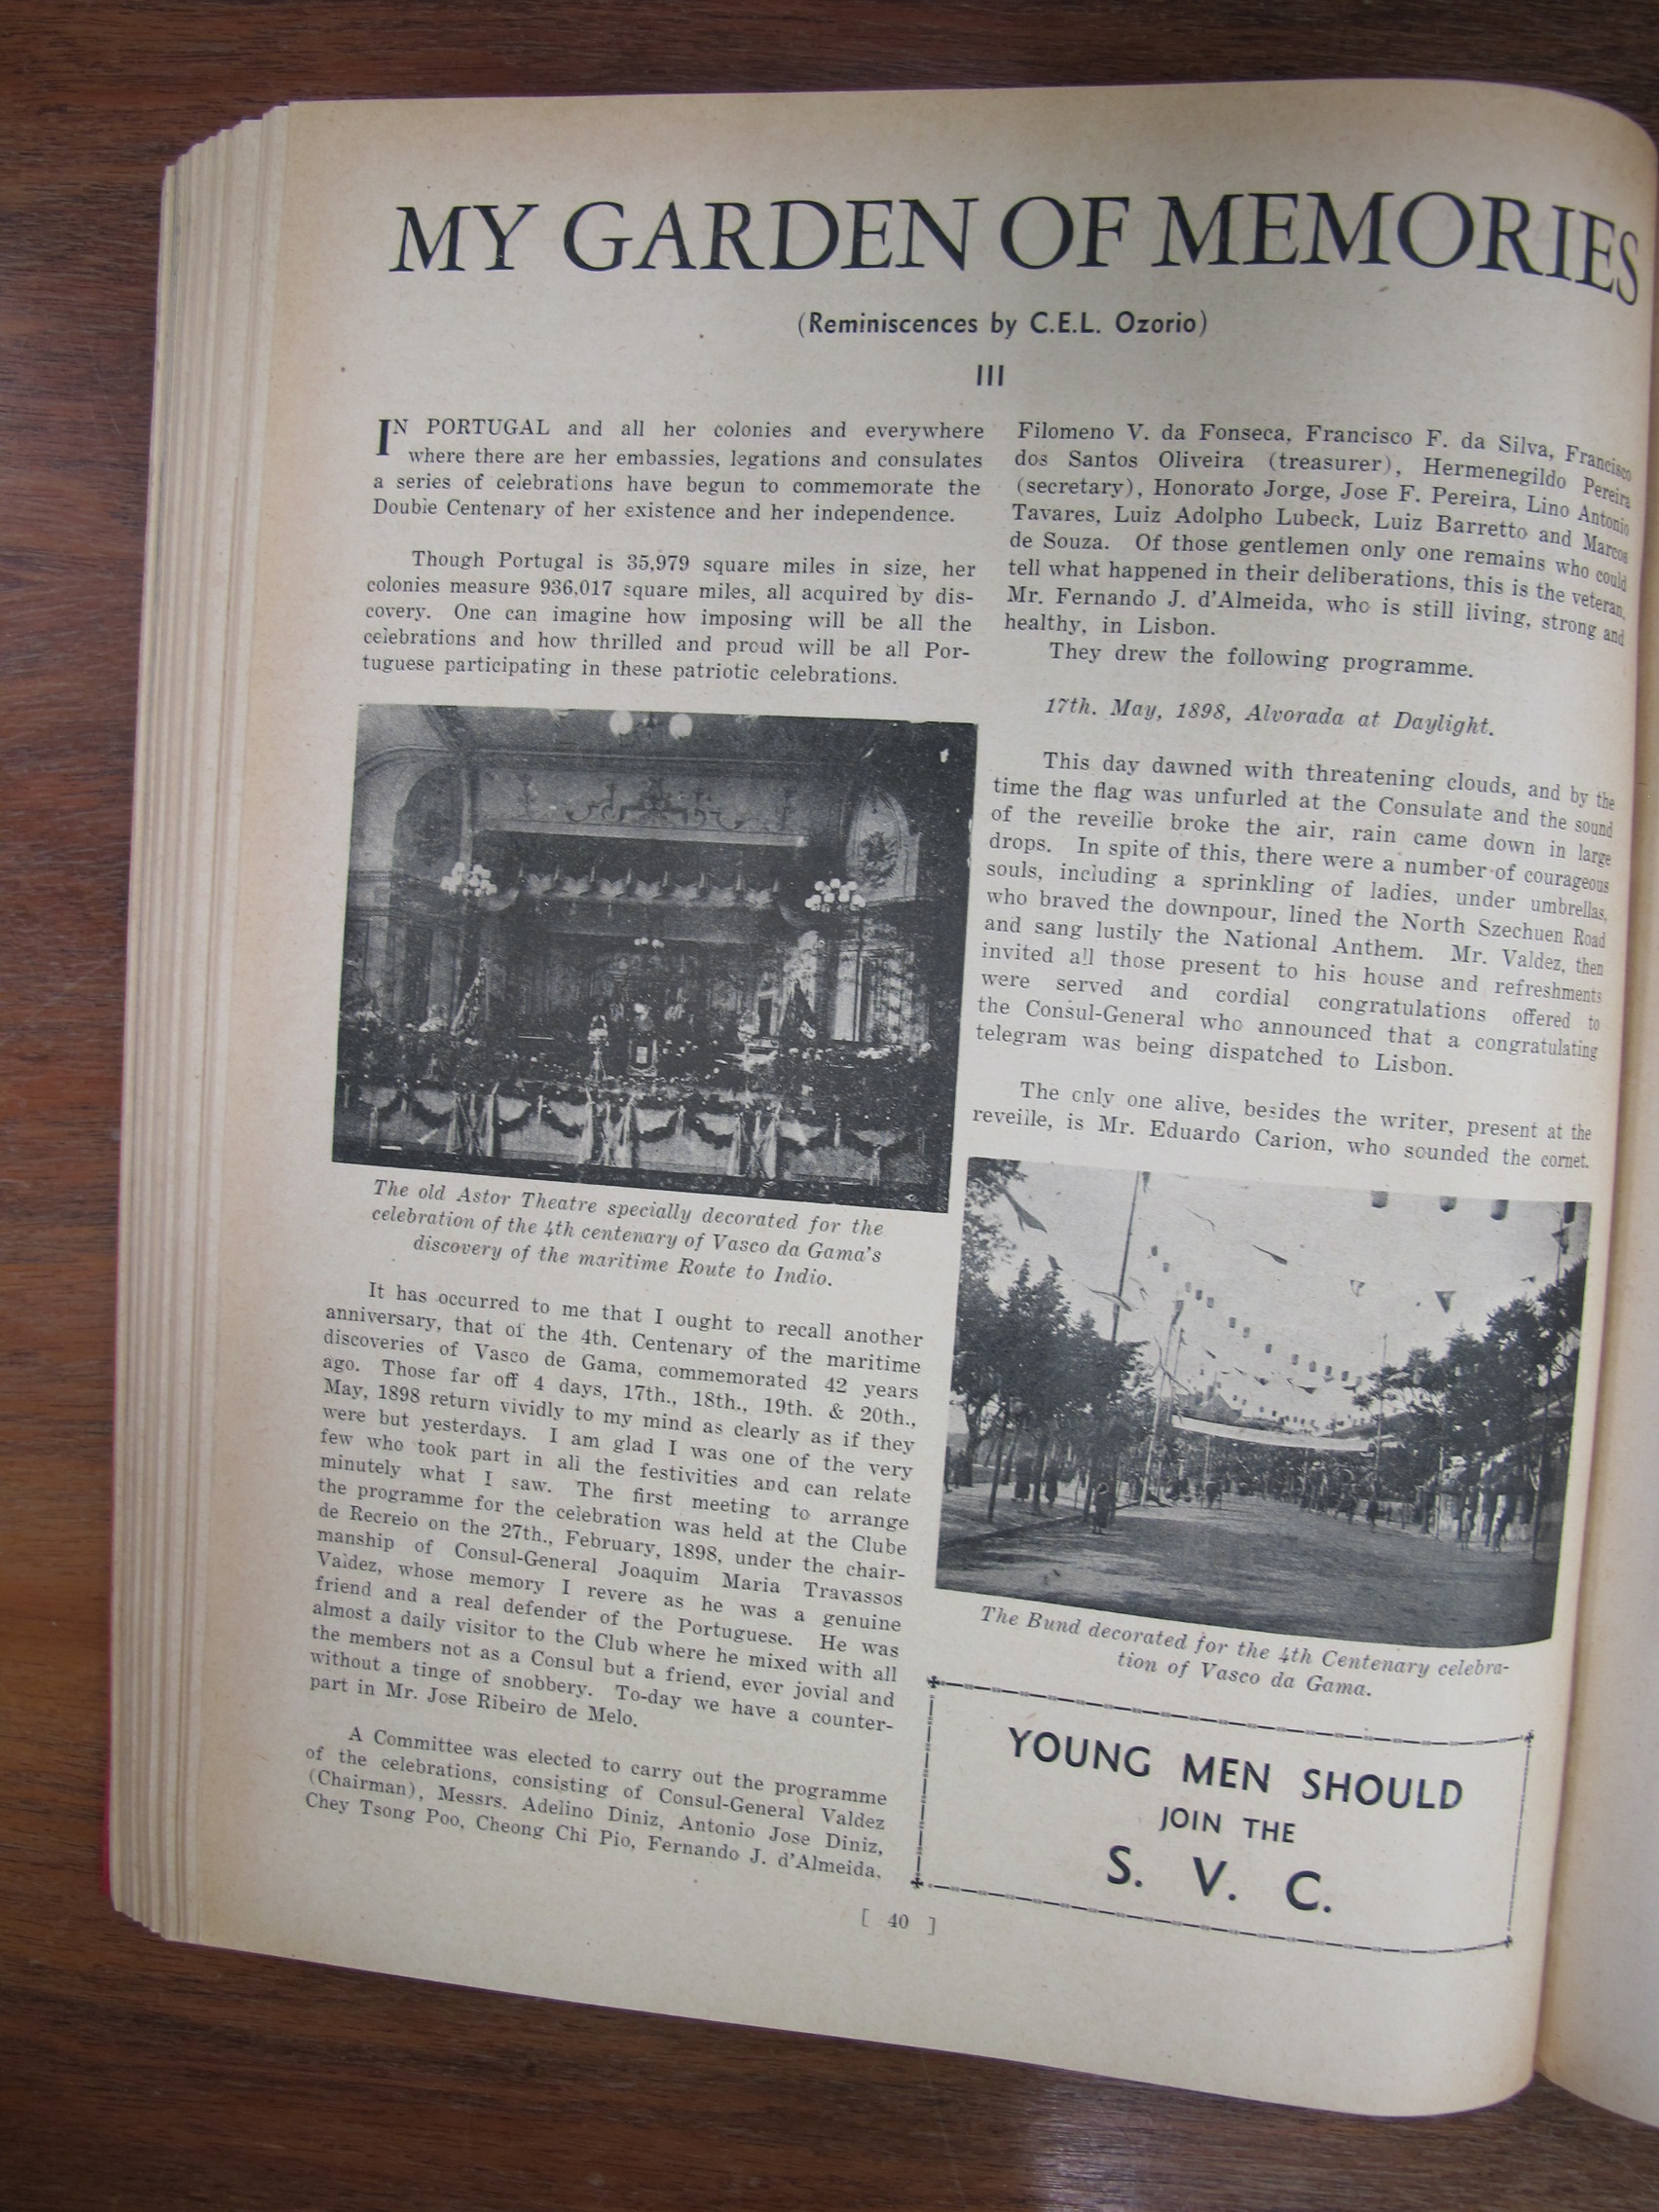 MY GARDEN OF MEMORIES
(Reminiscences by C.E.L. Ozorio)
III
IN PORTUGAL and all her colonies and everywhere
where there are her embassies, legations and consulates
a series of celebrations have begun to commemorate the
Double Centenary of her existence and her independence.
Though Portugal is 35,979 square miles in size, her
colonies measure 936,017 square miles, all acquired by dis-
covery. One can imagine how imposing will be all the
celebrations and how thrilled and proud will be all Por-
tuguese participating in these patriotic celebrations.
The old Astor Theatre specially decorated for the
celebration of the 4th centenary of Vasco da Gama's
discovery of the maritime Route to Indio.
It has occurred to me that I ought to recall another
anniversary, that of the 4th. Centenary of the maritime
discoveries of Vasco de Gama, commemorated 42 years
ago. Those far off 4 days, 17th., 18th., 19th. & 20th.,
May, 1898 return vividly to my mind as clearly as if they
were but yesterdays. I am glad I was one of the very
few who took part in all the festivities and can relate
minutely what I saw. The first meeting to arrange
the programme for the celebration was held at the Clube
de Recreio on the 27th., February, 1898, under the chair-
manship of Consul-General Joaquim Maria Travassos
Valdez, whose memory I revere as he was a genuine
friend and a real defender of the Portuguese. He was
almost a daily visitor to the Club where he mixed with all
the members not as a Consul but a friend, ever jovial and
without a tinge of snobbery. To-day we have a counter-
part in Mr. Jose Ribeiro de Melo.
A Committee was elected to carry out the programme
of the celebrations, consisting of Consul-General Valdez
(Chairman), Messrs. Adelino Diniz, Antonio Jose Diniz,
Chey Tsong Poo, Cheong Chi Pio, Fernando J. d'Almeida,
Filomeno V. da Fonseca, Francisco F. da Silva, Francisco
dos Santos Oliveira (treasurer), Hermenegildo Pereira
(secretary), Honorato Jorge, Jose F. Pereira, Lino Antonio
Tavares, Luiz Adolpho Lubeck, Luiz Barretto and Marcos
de Souza. Of those gentlemen only one remains who could
tell what happened in their deliberations, this is the veteran,
Mr. Fernando J. d'Almeida, who is still living, strong and
healthy, in Lisbon.
They drew the following programme.
17th. May, 1898, Alvorada at Daylight.
This day dawned with threatening clouds, and by the
time the flag was unfurled at the Consulate and the sound
of the reveille broke the air, rain came down in large
drops. In spite of this, there were a number of courageous
souls, including a sprinkling of ladies, under umbrellas,
who braved the downpour, lined the North Szechuen Road
and sang lustily the National Anthem. Mr. Valdez, then
invited all those present to his house and refreshments
were served and cordial congratulations offered to
the Consul-General who announced that a congratulating
telegram was being dispatched to Lisbon.
The only one alive, besides the writer, present at the
reveille, is Mr. Eduardo Carion, who sounded the cornet.
The Bund decorated for the 4th Centenary celebra-
tion of Vasco da Gama.
YOUNG MEN SHOULD
JOIN THE
S. V. C.
[ 40 ]